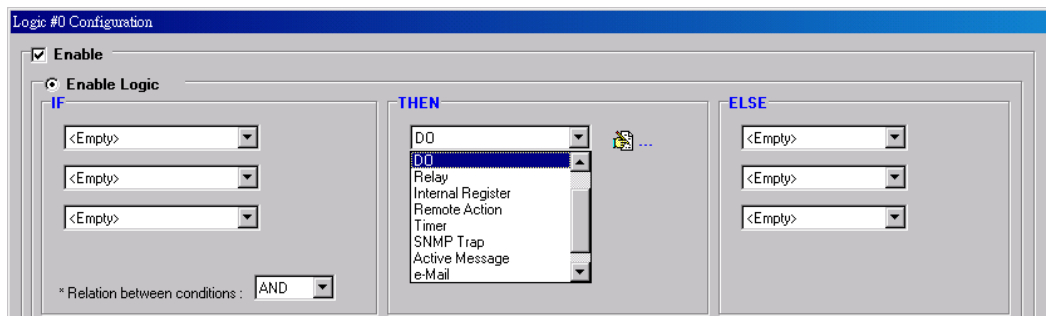 Logic #0 Configuration
Enable
Enable Logic
IF
<Empty>
<Empty>
<Empty>
* Relation between conditions : AND
THEN
DO
...
DO
Relay
Internal Register
Remote Action
Timer
SNMP Trap
Active Message
e-Mail
ELSE
<Empty>
<Empty>
<Empty>